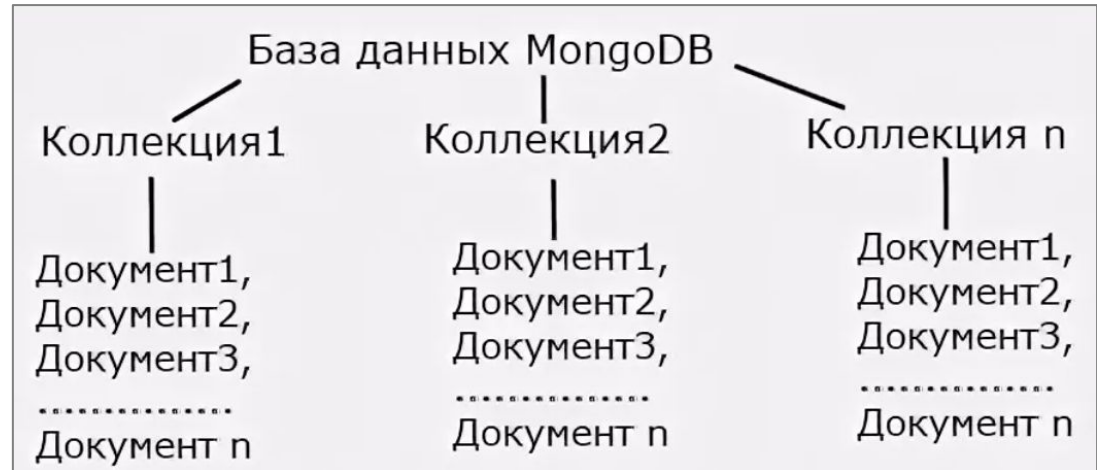 База данных MongoDB
Коллекция1
Коллекция2
Коллекция n
Документ1,
Документ2,
Документ3,
...............
Документ n
Документ1,
Документ2,
Документ3,
...............
Документ n
Документ1,
Документ2,
Документ3,
...............
Документ n